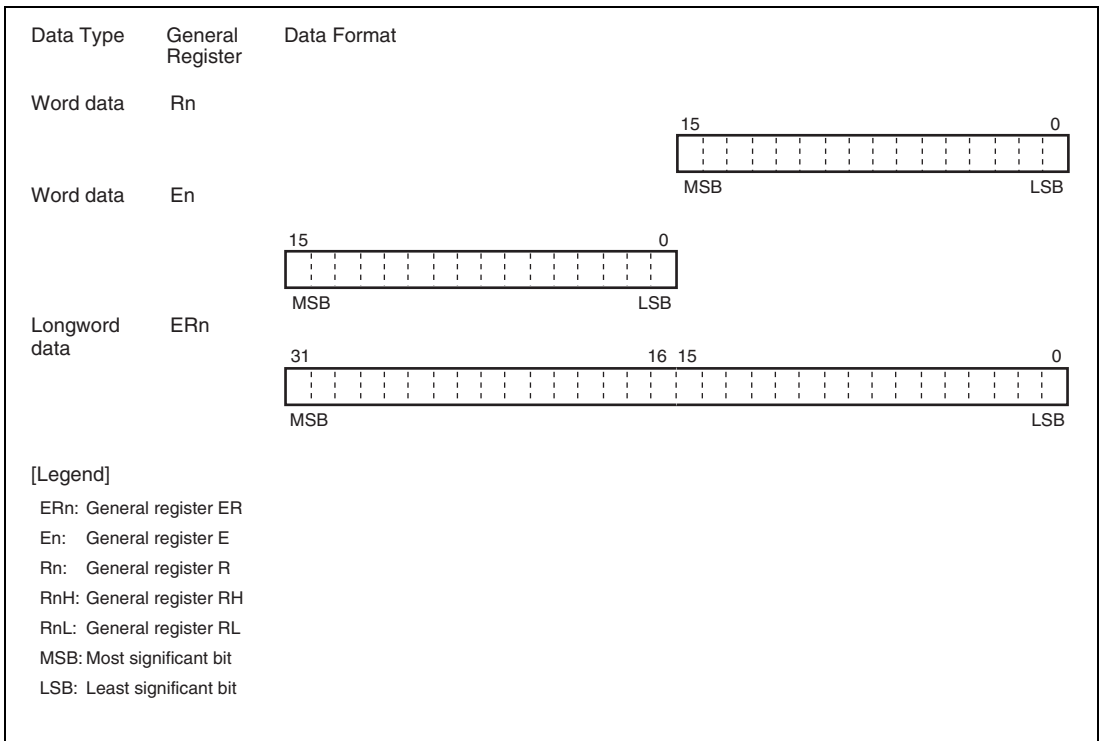 Data Type General Register Data Format
Word data Rn
15 0
MSB LSB
Word data En
15 0
MSB LSB
Longword data ERn
31 16 15 0
MSB LSB
[Legend]
ERn: General register ER
En: General register E
Rn: General register R
RnH: General register RH
RnL: General register RL
MSB: Most significant bit
LSB: Least significant bit